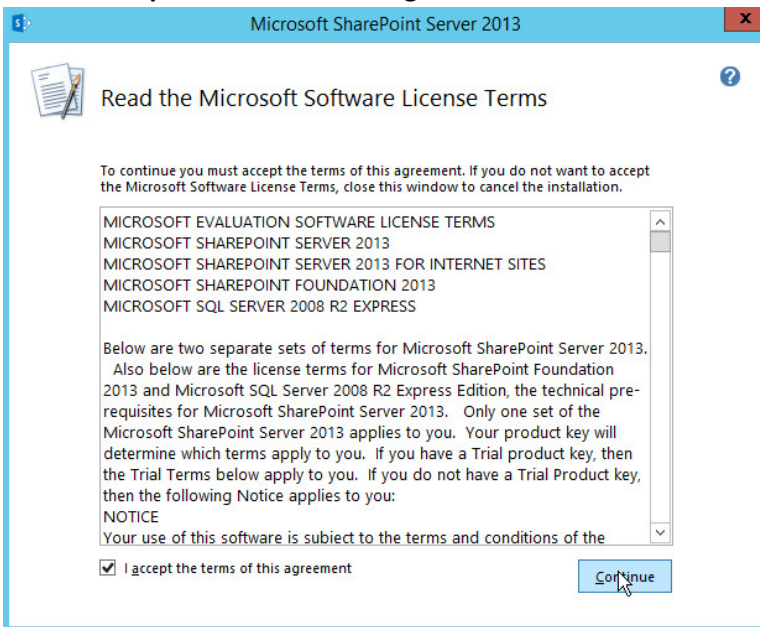 Microsoft SharePoint Server 2013
Read the Microsoft Software License Terms
To continue you must accept the terms of this agreement. If you do not want to accept
the Microsoft Software License Terms, close this window to cancel the installation.
MICROSOFT EVALUATION SOFTWARE LICENSE TERMS
MICROSOFT SHAREPOINT SERVER 2013
MICROSOFT SHAREPOINT SERVER 2013 FOR INTERNET SITES
MICROSOFT SHAREPOINT FOUNDATION 2013
MICROSOFT SQL SERVER 2008 R2 EXPRESS
Below are two separate sets of terms for Microsoft SharePoint Server 2013.
Also below are the license terms for Microsoft SharePoint Foundation
2013 and Microsoft SQL Server 2008 R2 Express Edition, the technical pre-
requisites for Microsoft SharePoint Server 2013.   Only one set of the
Microsoft SharePoint Server 2013 applies to you.  Your product key will
determine which terms apply to you.  If you have a Trial product key, then
the Trial Terms below apply to you.  If you do not have a Trial Product key,
then the following Notice applies to you:
NOTICE
Your use of this software is subject to the terms and conditions of the
I accept the terms of this agreement
Continue